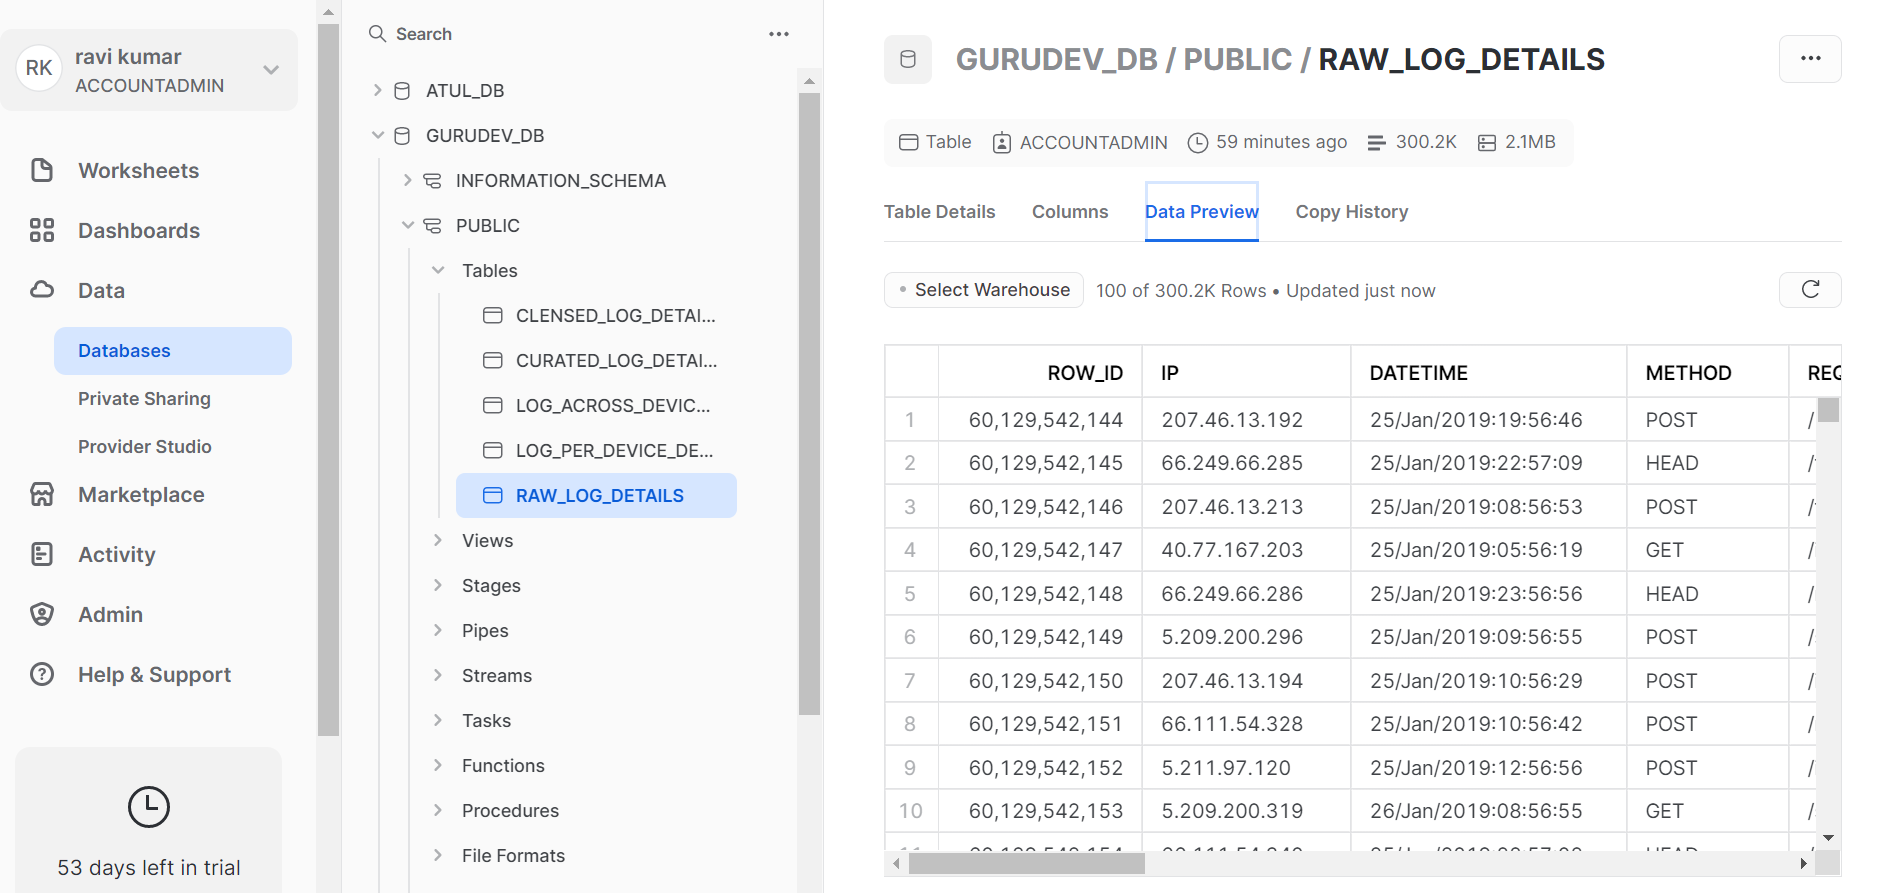 RK
ravi kumar
ACCOUNTADMIN
Worksheets
Dashboards
Data
Databases
Private Sharing
Provider Studio
Marketplace
Activity
Admin
Help & Support
53 days left in trial
Search
ATUL_DB
GURUDEV_DB
INFORMATION_SCHEMA
PUBLIC
Tables
CLENSED_LOG_DETAI...
CURATED_LOG_DETAI...
LOG_ACROSS_DEVIC...
LOG_PER_DEVICE_DE...
RAW_LOG_DETAILS
Views
Stages
Pipes
Streams
Tasks
Functions
Procedures
File Formats
GURUDEV_DB / PUBLIC / RAW_LOG_DETAILS
Table ACCOUNTADMIN 59 minutes ago 300.2K 2.1MB
Table Details Columns Data Preview Copy History
Select Warehouse 100 of 300.2K Rows • Updated just now
ROW_ID IP DATETIME METHOD
1 60,129,542,144 207.46.13.192 25/Jan/2019:19:56:46 POST /
2 60,129,542,145 66.249.66.285 25/Jan/2019:22:57:09 HEAD /
3 60,129,542,146 207.46.13.213 25/Jan/2019:08:56:53 POST /
4 60,129,542,147 40.77.167.203 25/Jan/2019:05:56:19 GET /
5 60,129,542,148 66.249.66.286 25/Jan/2019:23:56:56 HEAD /
6 60,129,542,149 5.209.200.296 25/Jan/2019:09:56:55 POST /
7 60,129,542,150 207.46.13.194 25/Jan/2019:10:56:29 POST /
8 60,129,542,151 66.111.54.328 25/Jan/2019:10:56:42 POST /
9 60,129,542,152 5.211.97.120 25/Jan/2019:12:56:56 POST /
10 60,129,542,153 5.209.200.319 26/Jan/2019:08:56:55 GET /